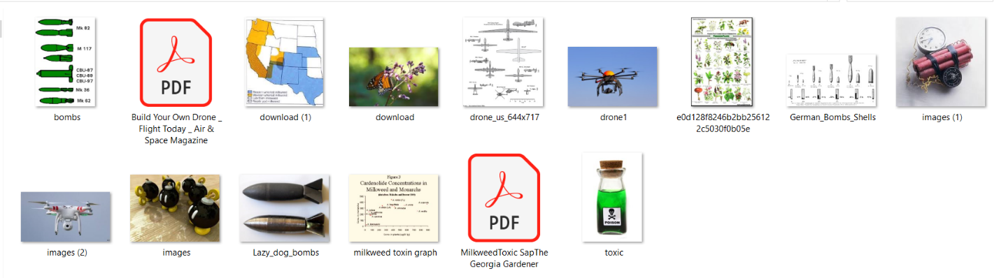 Mk 82
M 117
CBU-87
CBU-89
CBU-97
Mk 36
Mk 62
bombs
PDF
Build Your Own Drone _
Flight Today _ Air &
Space Magazine
download (1)
download
drone_us_644x717
drone1
e0d128f8246b2bb25612
2c5030f0b05e
German_Bombs_Shells
images (1)
images (2)
images
Lazy_dog_bombs
Figure 3
Cardenolide Concentrations in
Milkweed and Monarchs
milkweed toxin graph
PDF
MilkweedToxic SapThe
Georgia Gardener
POISON
toxic